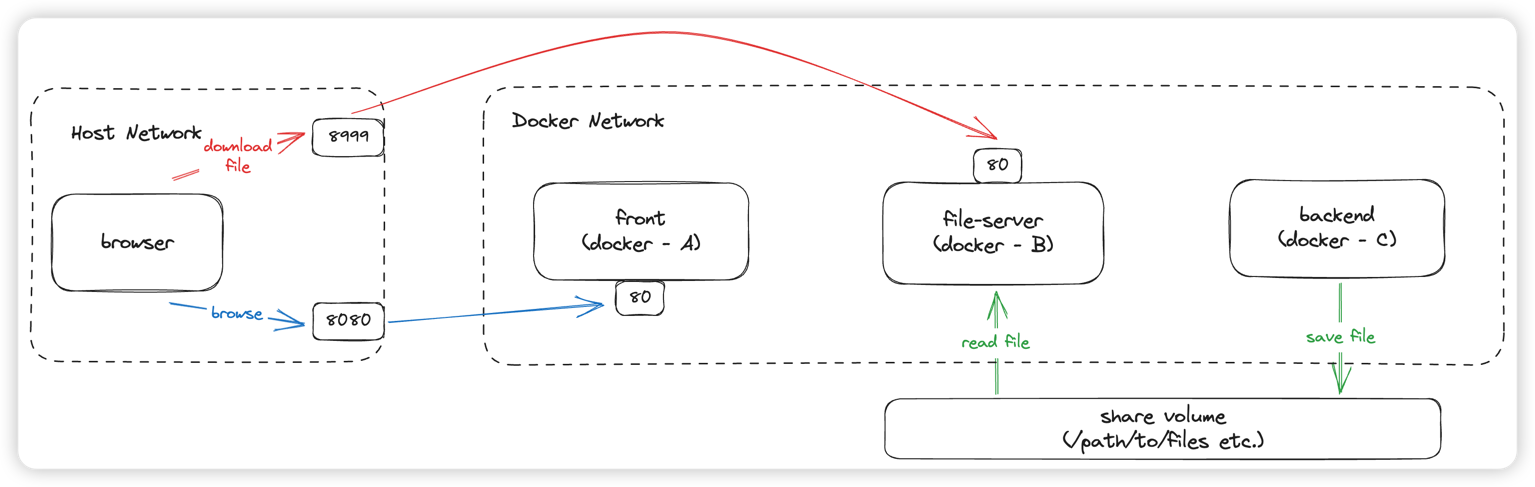 Host Network
download
file
8999
browser
browse
8080
Docker Network
front
(docker - A)
80
80
file-server
(docker - B)
backend
(docker - C)
read file
save file
share volume
(/path/to/files etc.)